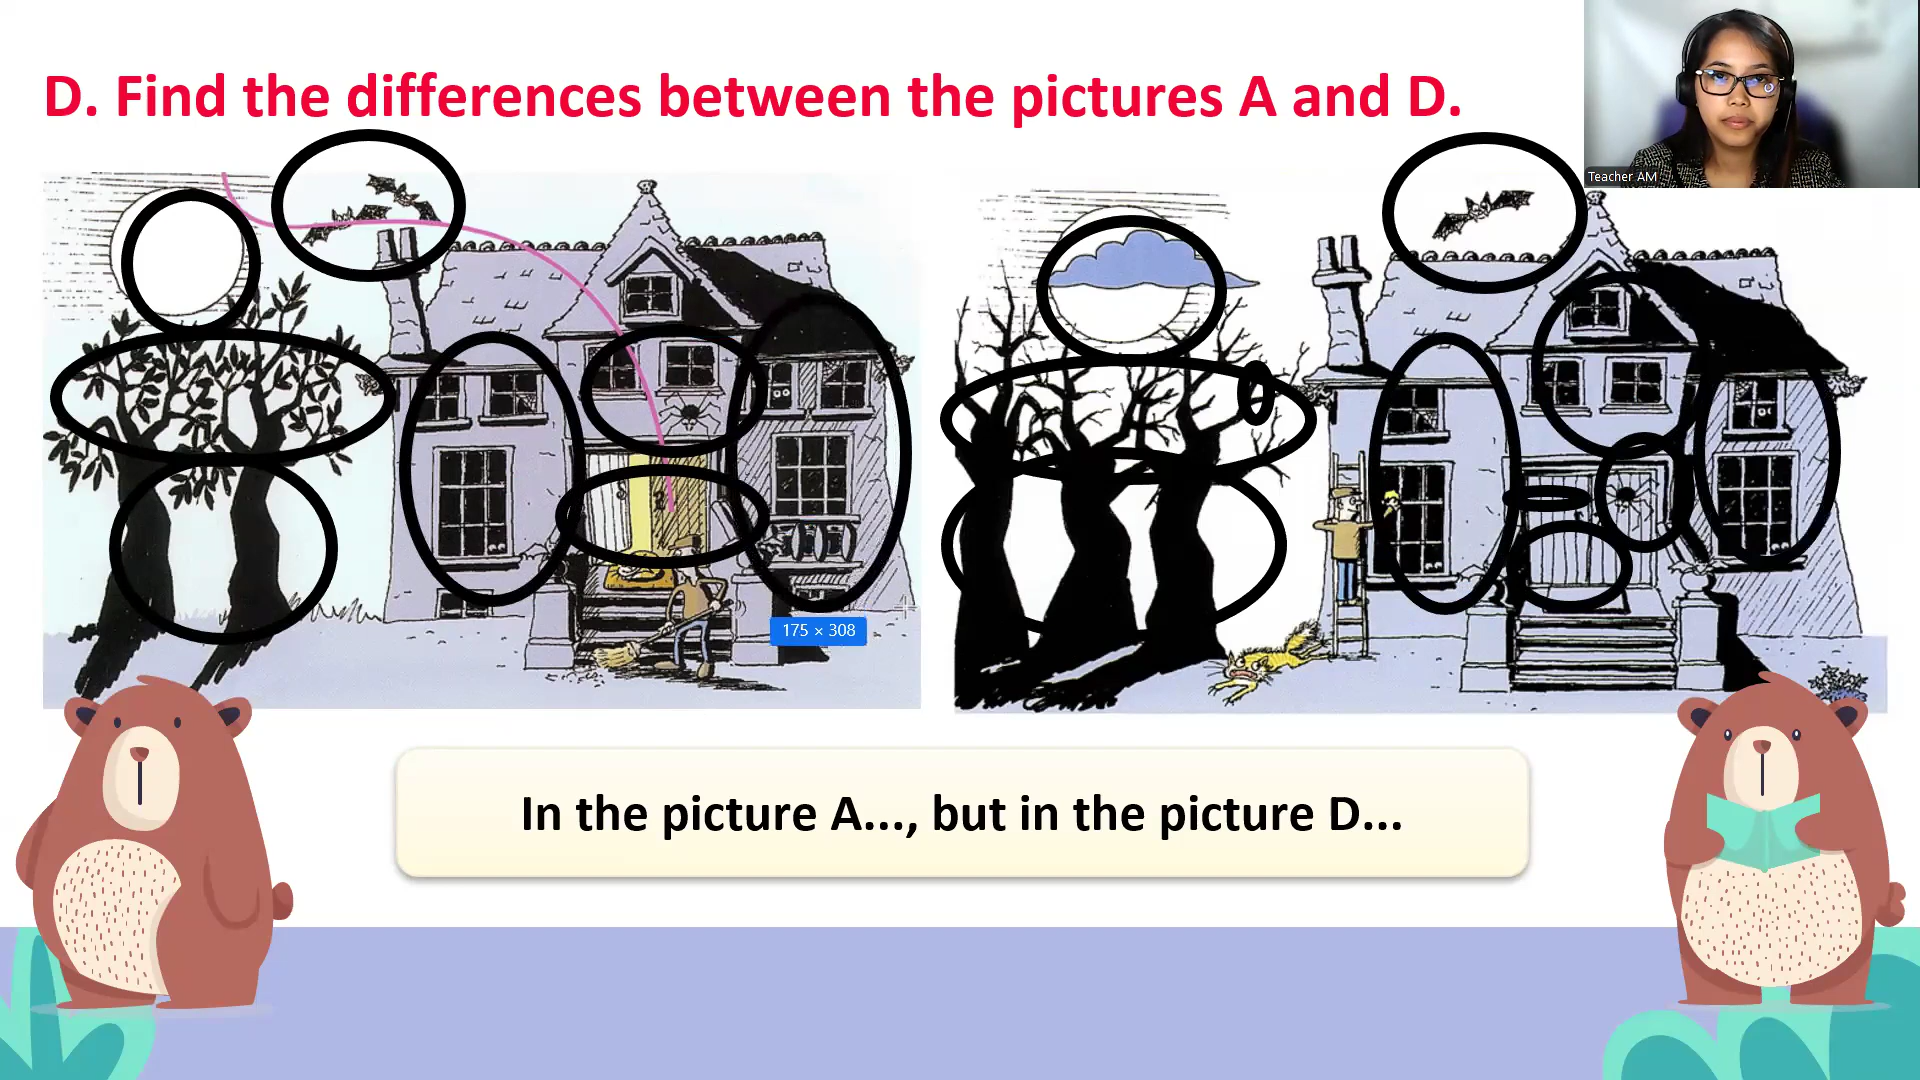 D. Find the differences between the pictures A and D.
Teacher AM
175 × 308
In the picture A..., but in the picture D...